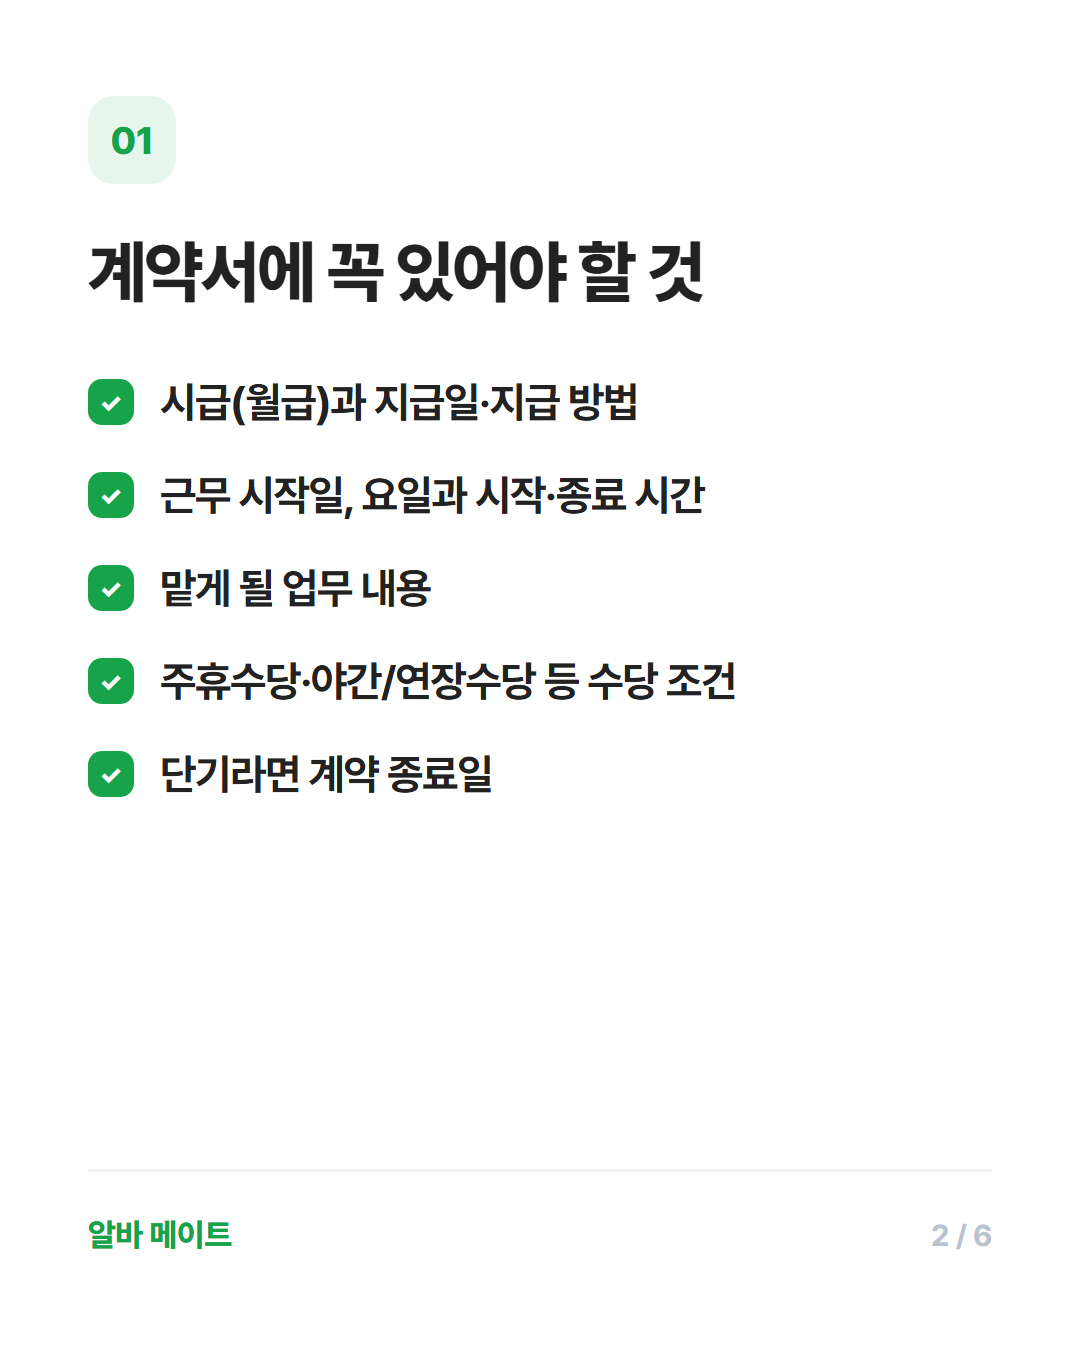 01
계약서에 꼭 있어야 할 것
시급(월급)과 지급일·지급 방법
근무 시작일, 요일과 시작·종료 시간
맡게 될 업무 내용
주휴수당·야간/연장수당 등 수당 조건
단기라면 계약 종료일
알바 메이트
2 / 6